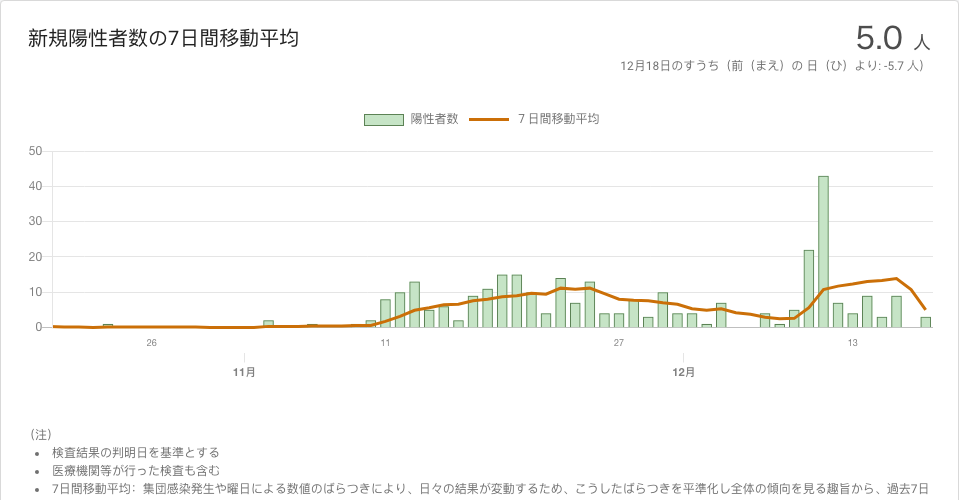 新規陽性者数の7日間移動平均
5.0 人
12月18日のすうち（前（まえ）の 日（ひ）より: -5.7 人）
陽性者数 7 日間移動平均
50
40
30
20
10
0
26 11 27 13
11月 12月
（注）
• 検査結果の判明日を基準とする
• 医療機関等が行った検査も含む
• 7日間移動平均：集団感染発生や曜日による数値のばらつきにより、日々の結果が変動するため、こうしたばらつきを平準化し全体の傾向を見る趣旨から、過去7日